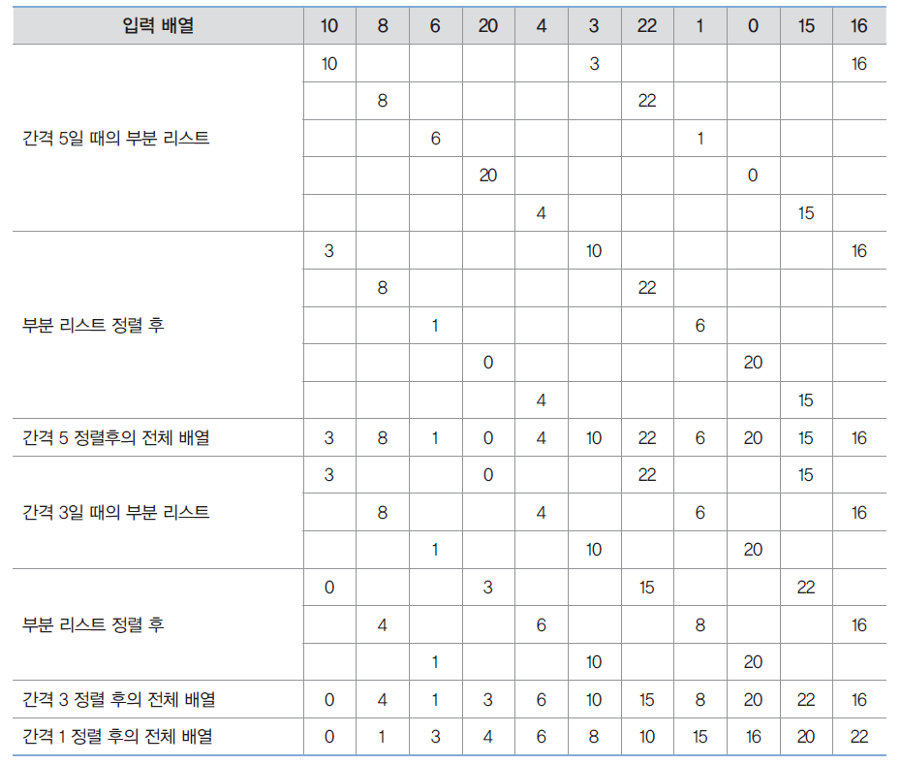 입력 배열 10 8 6 20 4 3 22 1 0 15 16
10 3 16
8 22
간격 5일 때의 부분 리스트 6 1
20 0
4 15
3 10 16
8 22
부분 리스트 정렬 후 1 6
0 20
4 15
간격 5 정렬후의 전체 배열 3 8 1 0 4 10 22 6 20 15 16
3 0 22 15
간격 3일 때의 부분 리스트 8 4 6 16
1 10 20
0 3 15 22
부분 리스트 정렬 후 4 6 8 16
1 10 20
간격 3 정렬 후의 전체 배열 0 4 1 3 6 10 15 8 20 22 16
간격 1 정렬 후의 전체 배열 0 1 3 4 6 8 10 15 16 20 22